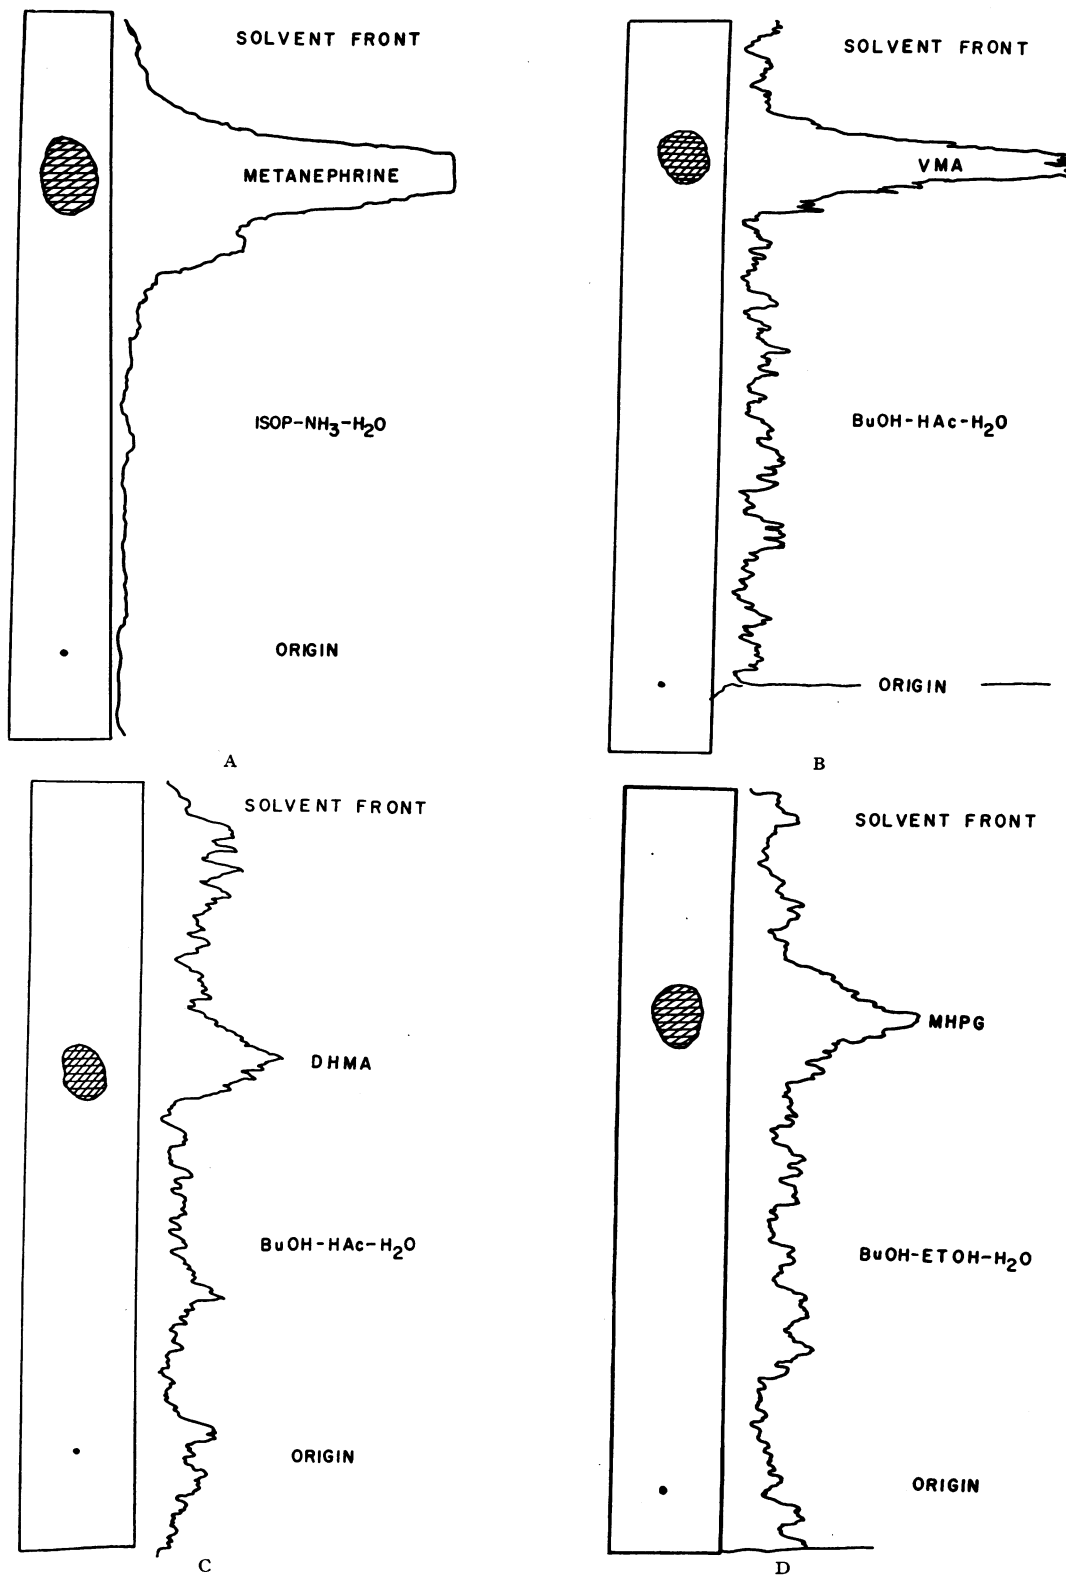 SOLVENT FRONT
METANEPHRINE
ISOP-NH3-H2O
ORIGIN
A
SOLVENT FRONT
VMA
BuOH-HAc-H2O
ORIGIN
B
SOLVENT FRONT
DHMA
BuOH-HAc-H2O
ORIGIN
C
SOLVENT FRONT
MHPG
BuOH-ETOH-H2O
ORIGIN
D